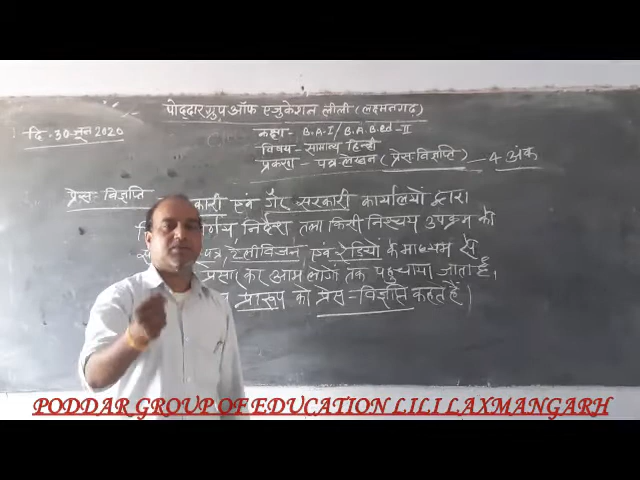 पोद्दार ग्रुप ऑफ एजुकेशन लीली (लक्ष्मनगढ़)
दि. 30 जून 2020
कक्षा - B.A-I / B.A.B.ed-II
विषय - सामान्य हिन्दी
प्रकरण - पत्र लेखन (प्रेस-विज्ञप्ति) - 4 अंक
प्रेस-विज्ञप्ति कारी एवं गैर सरकारी कार्यालयों द्वारा
निर्देश तथा किसी निश्चय उपक्रम को
पत्र, टेलीविजन एवं रेडियो के माध्यम से
प्रेस) का आम लोगों तक पहुचाया जाता है,
प्रारूप को प्रेस-विज्ञप्ति कहते हैं।
PODDAR GROUP OF EDUCATION LILI LAXMANGARH